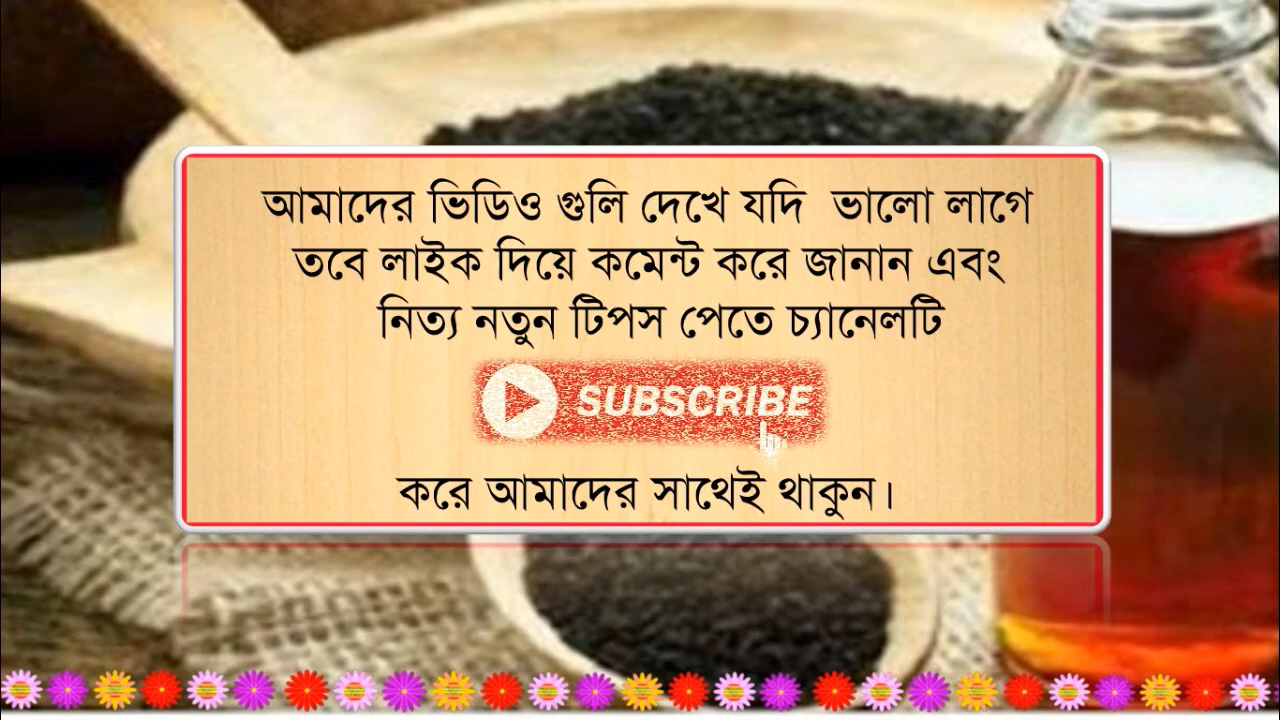 আমাদের ভিডিও গুলি দেখে যদি ভালো লাগে
তবে লাইক দিয়ে কমেন্ট করে জানান এবং
নিত্য নতুন টিপস পেতে চ্যানেলটি
SUBSCRIBE
করে আমাদের সাথেই থাকুন।